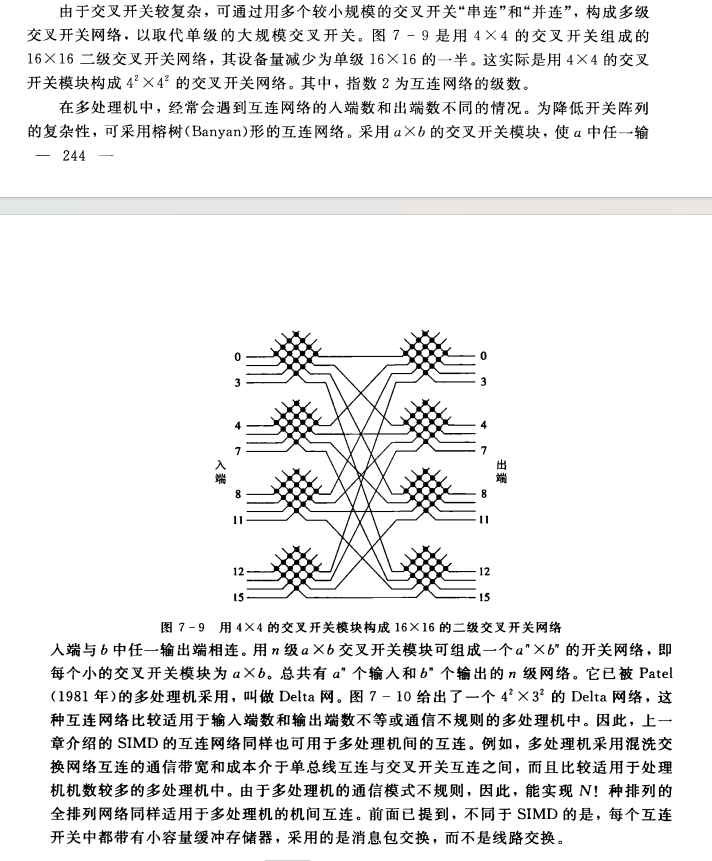 由于交叉开关较复杂，可通过用多个较小规模的交叉开关“串连”和“并连”，构成多级
交叉开关网络，以取代单级的大规模交叉开关。图 7-9 是用 4×4 的交叉开关组成的
16×16 二级交叉开关网络，其设备量减少为单级 16×16 的一半。这实际是用 4×4 的交叉
开关模块构成 4²×4² 的交叉开关网络。其中，指数 2 为互连网络的级数。
在多处理机中，经常会遇到互连网络的入端数和出端数不同的情况。为降低开关阵列
的复杂性，可采用榕树(Banyan)形的互连网络。采用 a×b 的交叉开关模块，使 a 中任一输
— 244 —
0 0
3 3
4 4
7 7
入端 出端
8 8
11 11
12 12
15 15
图 7-9 用 4×4 的交叉开关模块构成 16×16 的二级交叉开关网络
入端与 b 中任一输出端相连。用 n 级 a×b 交叉开关模块可组成一个 aⁿ×bⁿ 的开关网络，即
每个小的交叉开关模块为 a×b。总共有 aⁿ 个输入和 bⁿ 个输出的 n 级网络。它已被 Patel
(1981 年)的多处理机采用，叫做 Delta 网。图 7-10 给出了一个 4²×3² 的 Delta 网络，这
种互连网络比较适用于输入端数和输出端数不等或通信不规则的多处理机中。因此，上一
章介绍的 SIMD 的互连网络同样也可用于多处理机间的互连。例如，多处理机采用混洗交
换网络互连的通信带宽和成本介于单总线互连与交叉开关互连之间，而且比较适用于处理
机机数较多的多处理机中。由于多处理机的通信模式不规则，因此，能实现 N! 种排列的
全排列网络同样适用于多处理机的机间互连。前面已提到，不同于 SIMD 的是，每个互连
开关中都带有小容量缓冲存储器，采用的是消息包交换，而不是线路交换。